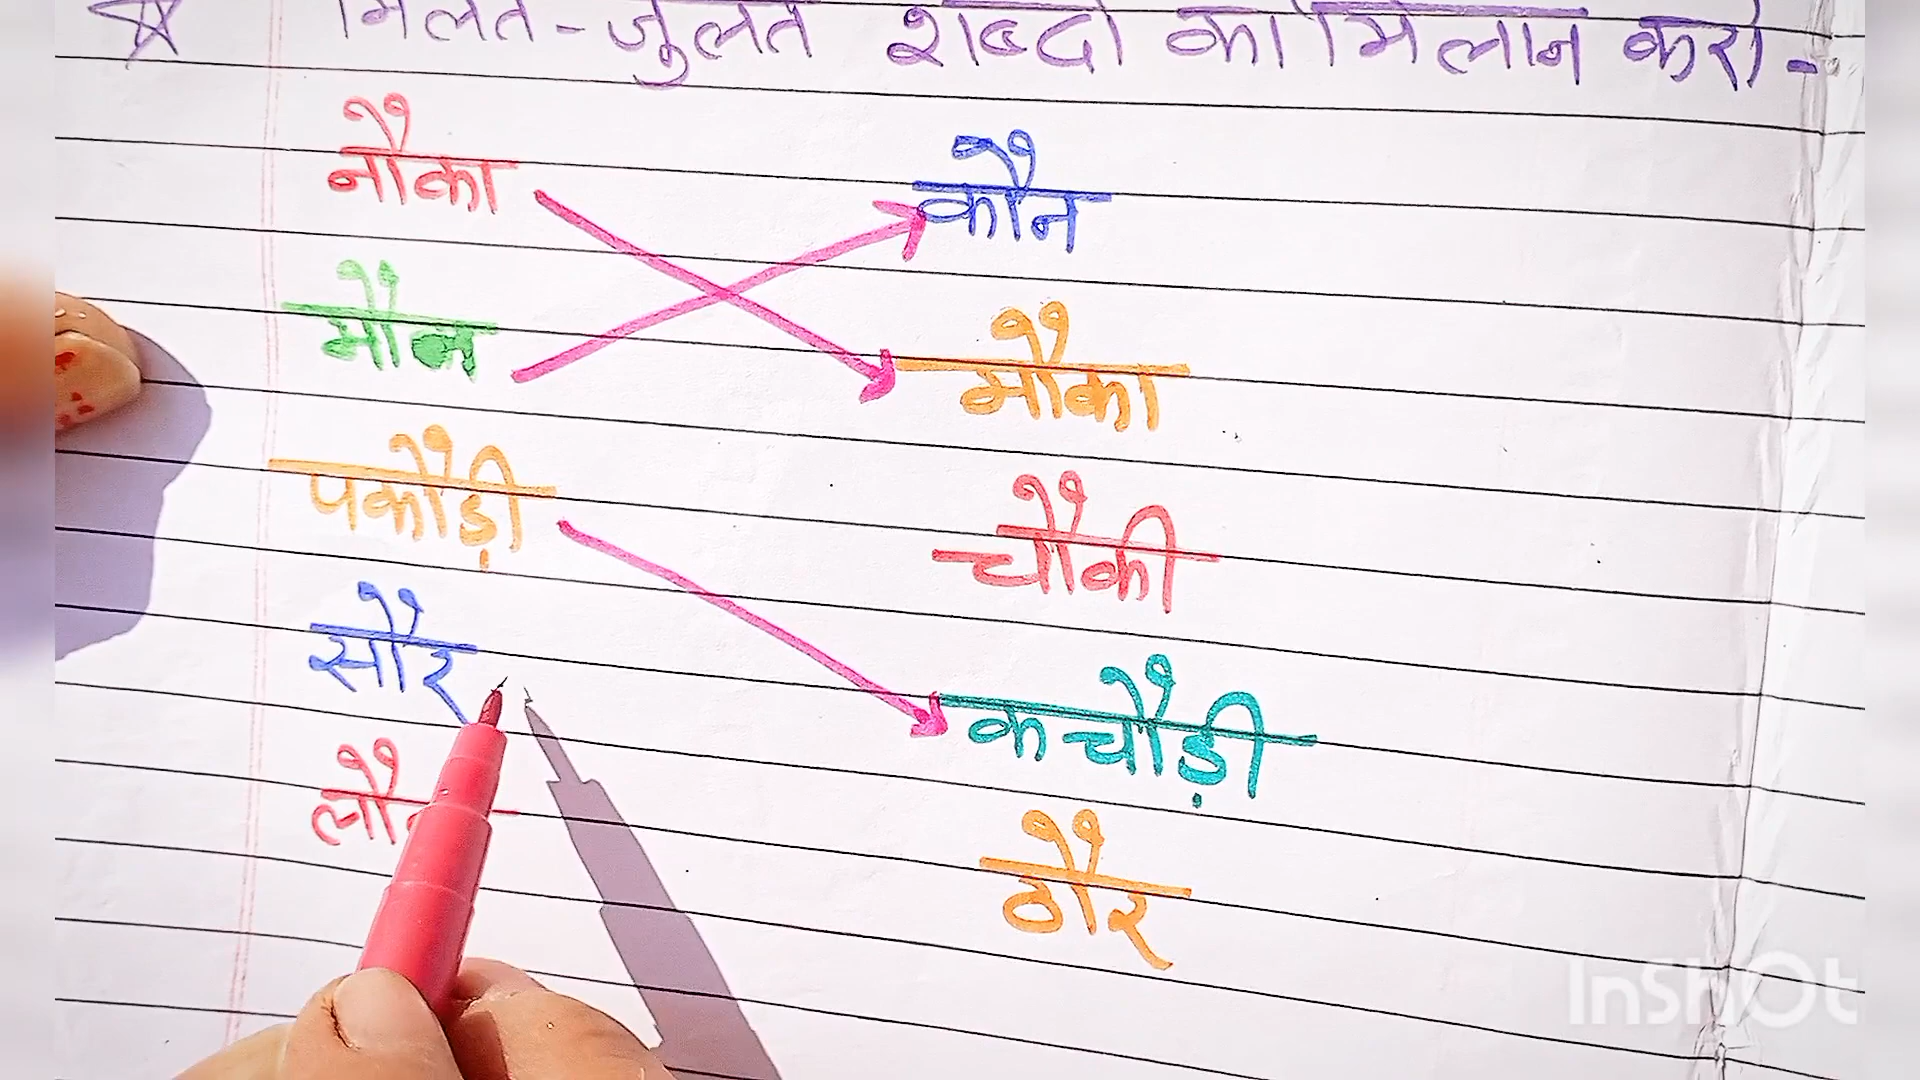 मिलते-जुलते शब्दों का मिलान करो-
नौका कौन
मौन मौका
पकौड़ी चौकी
सौर कचौड़ी
ठौर
InShOt